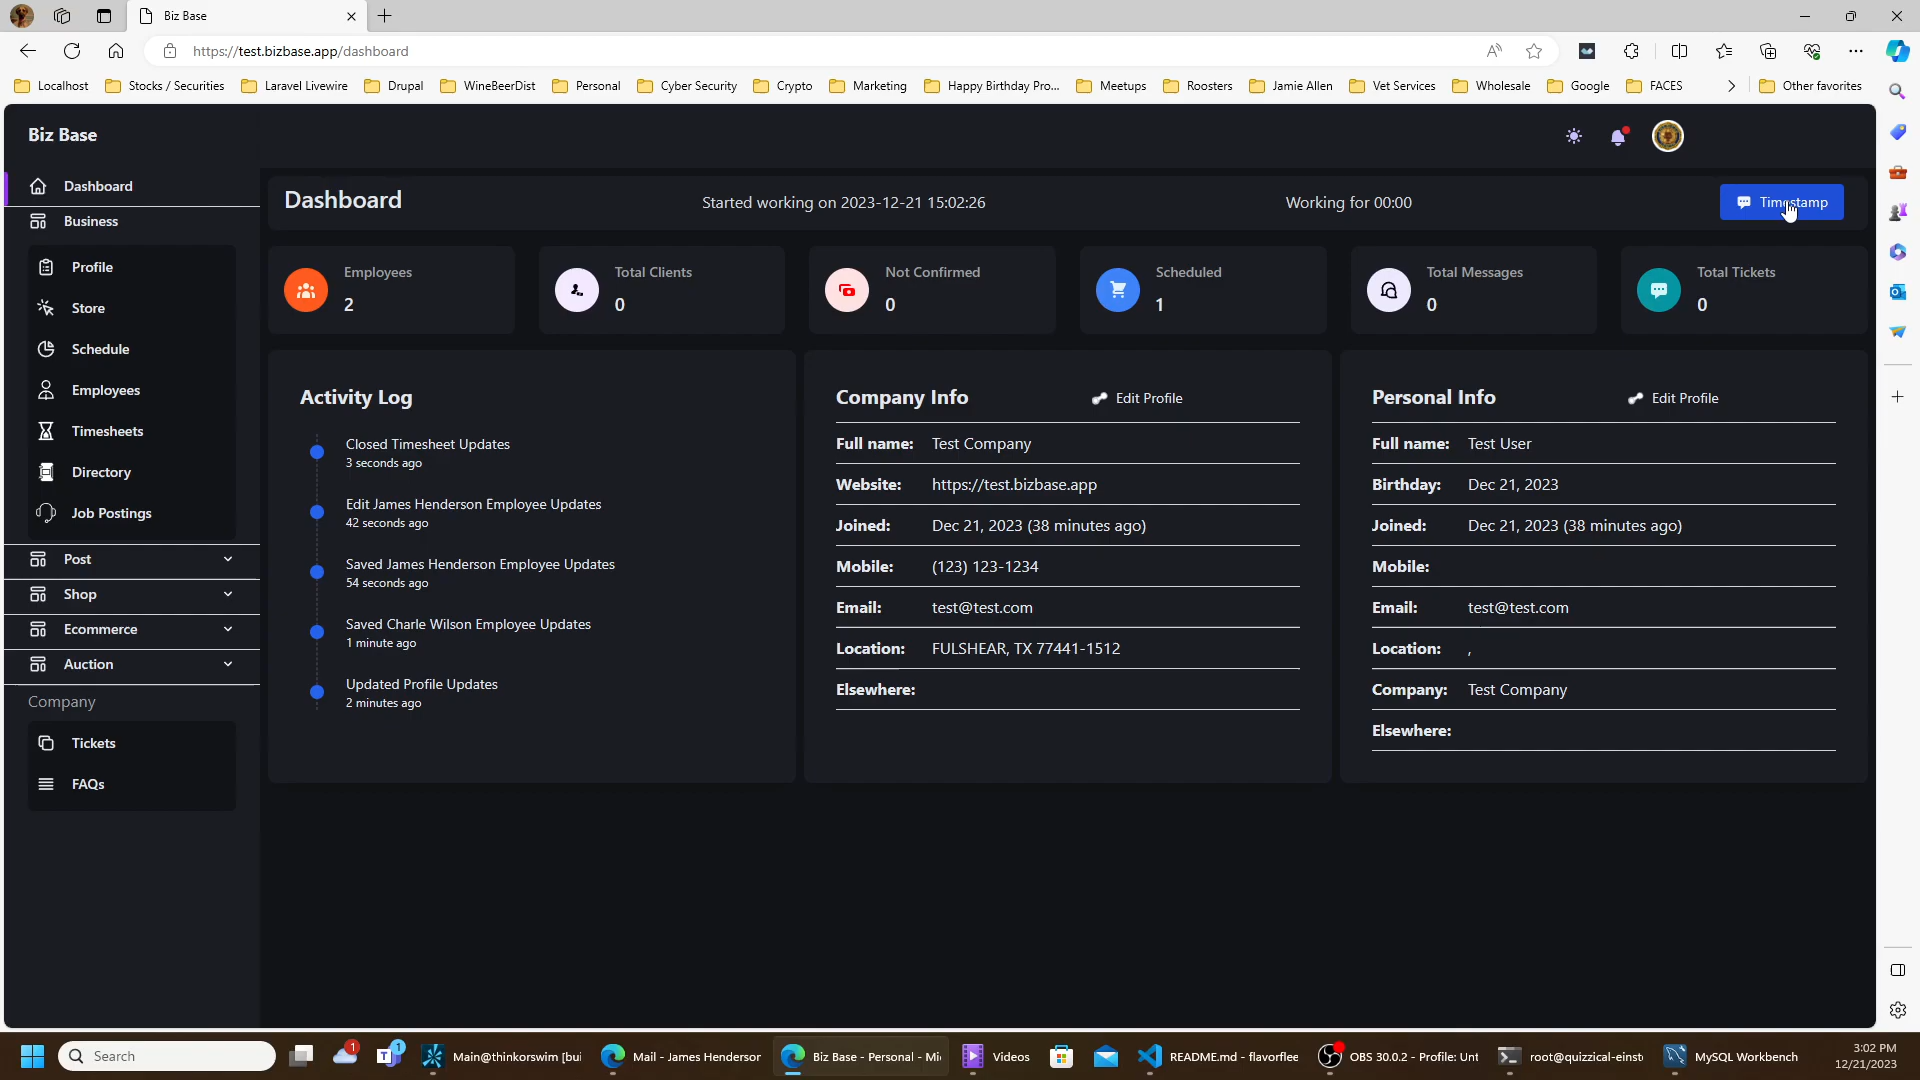 Biz Base
https://test.bizbase.app/dashboard
Localhost
Stocks / Securities
Laravel Livewire
Drupal
WineBeerDist
Personal
Cyber Security
Crypto
Marketing
Happy Birthday Pro...
Meetups
Roosters
Jamie Allen
Vet Services
Wholesale
Google
FACES
Other favorites
Biz Base
Dashboard
Business
Profile
Store
Schedule
Employees
Timesheets
Directory
Job Postings
Post
Shop
Ecommerce
Auction
Company
Tickets
FAQs
Dashboard
Started working on 2023-12-21 15:02:26
Working for 00:00
Timestamp
Employees
2
Total Clients
0
Not Confirmed
0
Scheduled
1
Total Messages
0
Total Tickets
0
Activity Log
Closed Timesheet Updates
3 seconds ago
Edit James Henderson Employee Updates
42 seconds ago
Saved James Henderson Employee Updates
54 seconds ago
Saved Charle Wilson Employee Updates
1 minute ago
Updated Profile Updates
2 minutes ago
Company Info
Edit Profile
Full name: Test Company
Website: https://test.bizbase.app
Joined: Dec 21, 2023 (38 minutes ago)
Mobile: (123) 123-1234
Email: test@test.com
Location: FULSHEAR, TX 77441-1512
Elsewhere:
Personal Info
Edit Profile
Full name: Test User
Birthday: Dec 21, 2023
Joined: Dec 21, 2023 (38 minutes ago)
Mobile:
Email: test@test.com
Location: ,
Company: Test Company
Elsewhere:
Search
1
1
Main@thinkorswim [bui
Mail - James Henderson
Biz Base - Personal - Mi
Videos
README.md - flavorflee
OBS 30.0.2 - Profile: Unt
root@quizzical-einst
MySQL Workbench
3:02 PM
12/21/2023